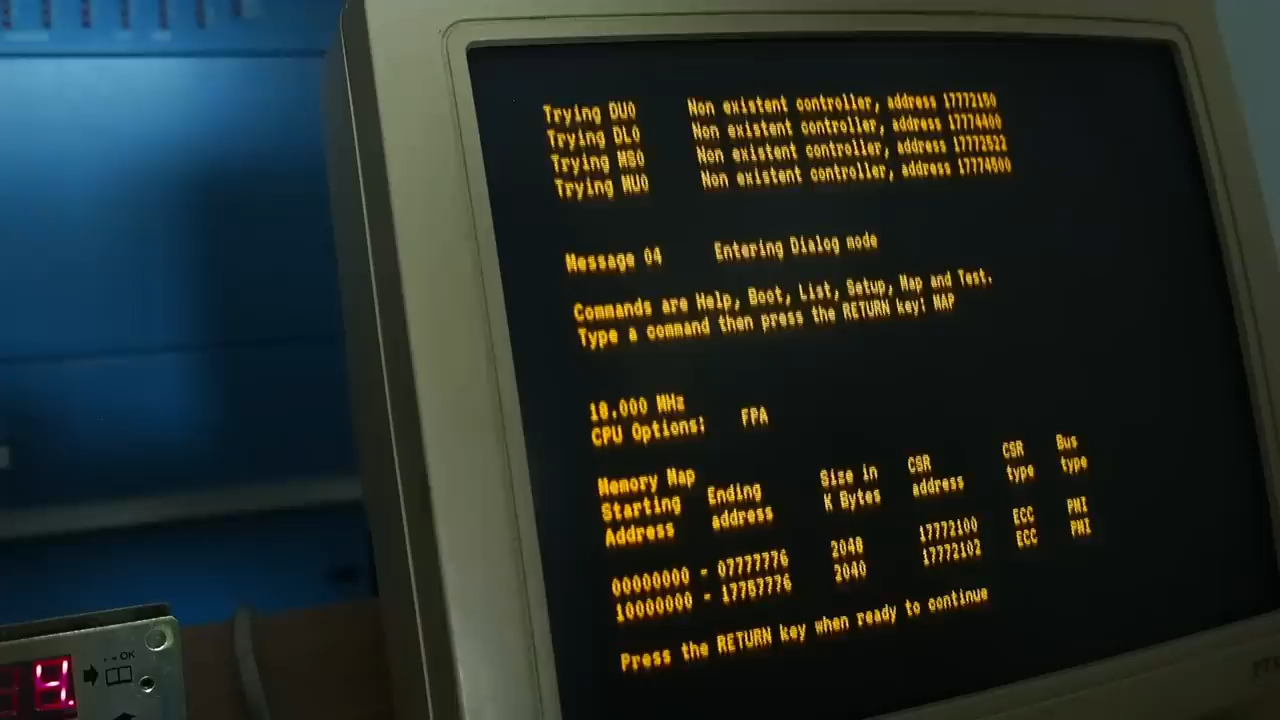 Trying DU0 Non existent controller, address 17772150
Trying DL0 Non existent controller, address 17774400
Trying MS0 Non existent controller, address 17772522
Trying MU0 Non existent controller, address 17774500
Message 04 Entering Dialog mode
Commands are Help, Boot, List, Setup, Map and Test.
Type a command then press the RETURN key: MAP
18.000 MHz
CPU Options: FPA
Memory Map
Starting Ending Size in CSR CSR Bus
Address address K Bytes address type type
00000000 - 07777776 2048 17772100 ECC PMI
10000000 - 17757776 2040 17772102 ECC PMI
Press the RETURN key when ready to continue
OK
4.